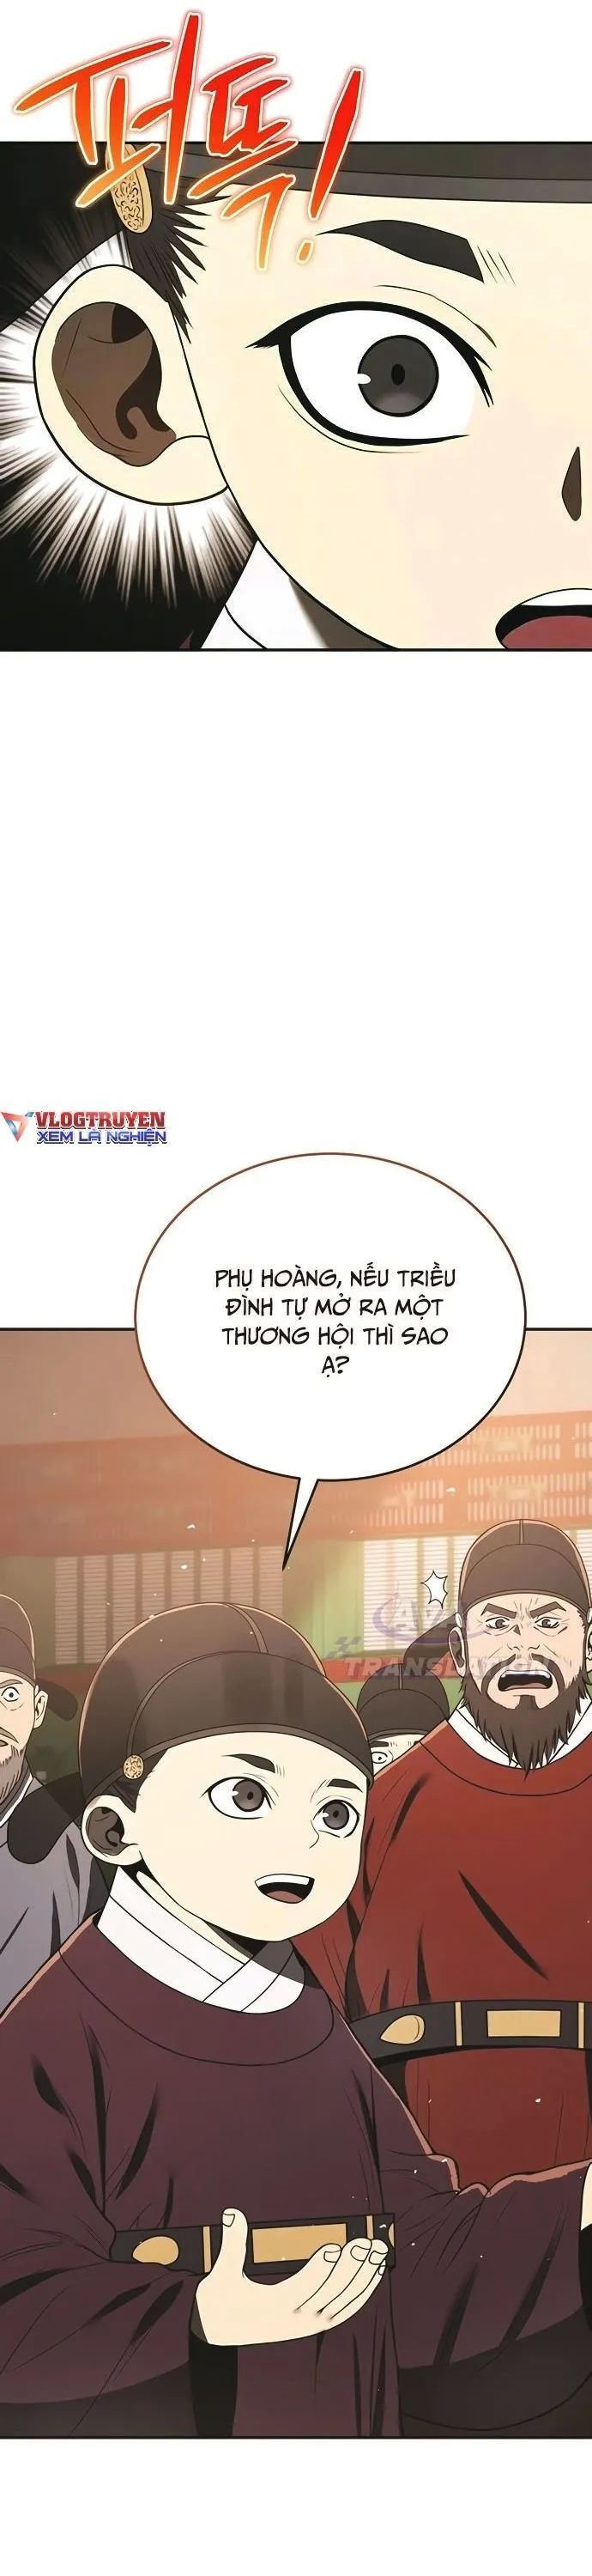 퍼뜩!
VLOGTRUYEN
XEM LÀ NGHIỆN
PHỤ HOÀNG, NẾU TRIỀU
ĐÌNH TỰ MỞ RA MỘT
THƯƠNG HỘI THÌ SAO
Ạ?
TRANSLATION